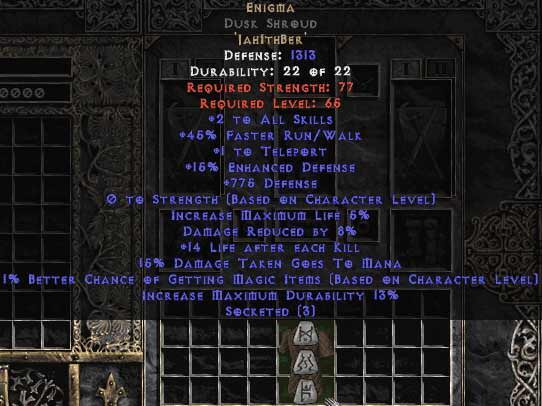 Enigma
Dusk Shroud
'JahIthBer'
Defense: 1313
Durability: 22 of 22
Required Strength: 77
Required Level: 65
+2 to All Skills
+45% Faster Run/Walk
+1 to Teleport
+15% Enhanced Defense
+775 Defense
0 to Strength (Based on Character Level)
Increase Maximum Life 5%
Damage Reduced by 8%
+14 Life after each Kill
15% Damage Taken Goes To Mana
1% Better Chance of Getting Magic Items (Based on Character Level)
Increase Maximum Durability 13%
Socketed (3)